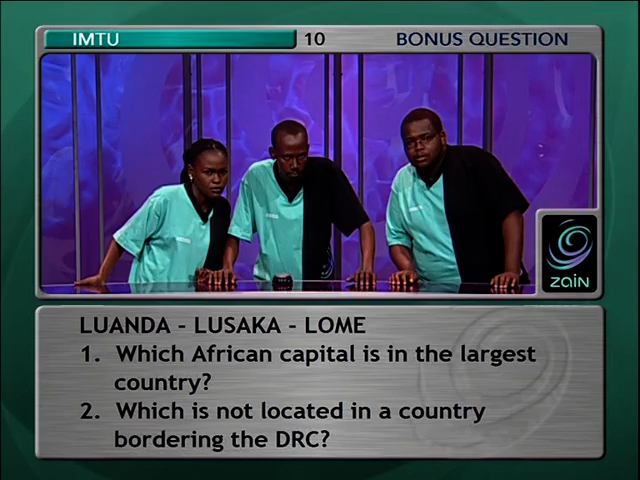 IMTU 10 BONUS QUESTION
zain
LUANDA - LUSAKA - LOME
1. Which African capital is in the largest
country?
2. Which is not located in a country
bordering the DRC?